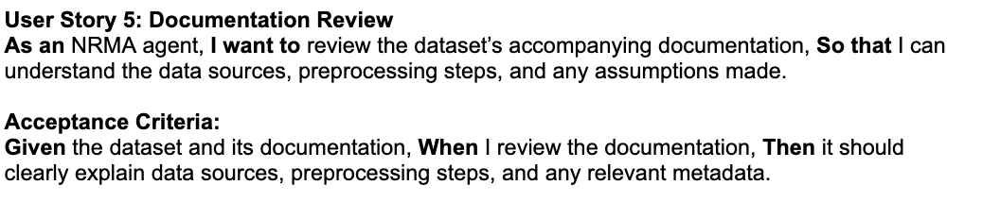 User Story 5: Documentation Review
As an NRMA agent, I want to review the dataset’s accompanying documentation, So that I can
understand the data sources, preprocessing steps, and any assumptions made.
Acceptance Criteria:
Given the dataset and its documentation, When I review the documentation, Then it should
clearly explain data sources, preprocessing steps, and any relevant metadata.